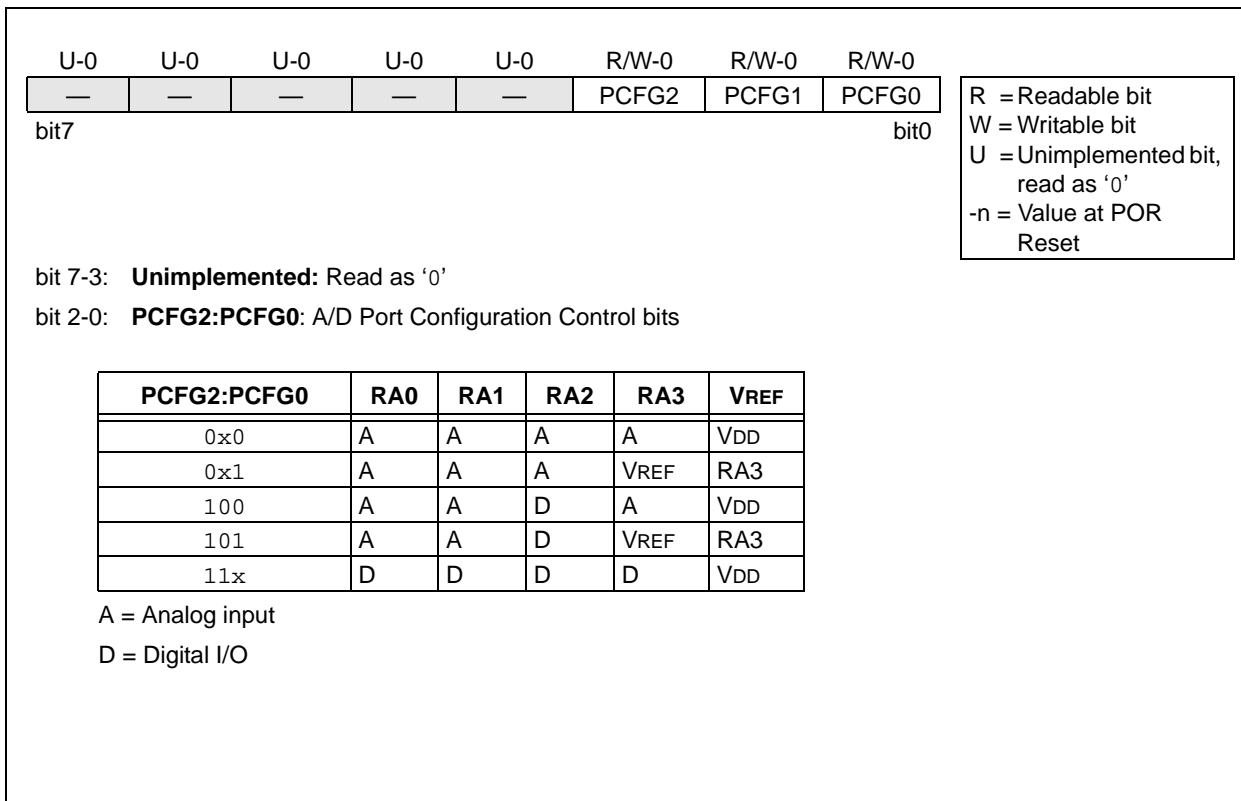 U-0 U-0 U-0 U-0 U-0 R/W-0 R/W-0 R/W-0
— — — — — PCFG2 PCFG1 PCFG0
bit7 bit0
R = Readable bit
W = Writable bit
U = Unimplemented bit,
read as ‘0’
-n = Value at POR
Reset
bit 7-3: Unimplemented: Read as ‘0’
bit 2-0: PCFG2:PCFG0: A/D Port Configuration Control bits
PCFG2:PCFG0 RA0 RA1 RA2 RA3 VREF
0x0 A A A A VDD
0x1 A A A VREF RA3
100 A A D A VDD
101 A A D VREF RA3
11x D D D D VDD
A = Analog input
D = Digital I/O